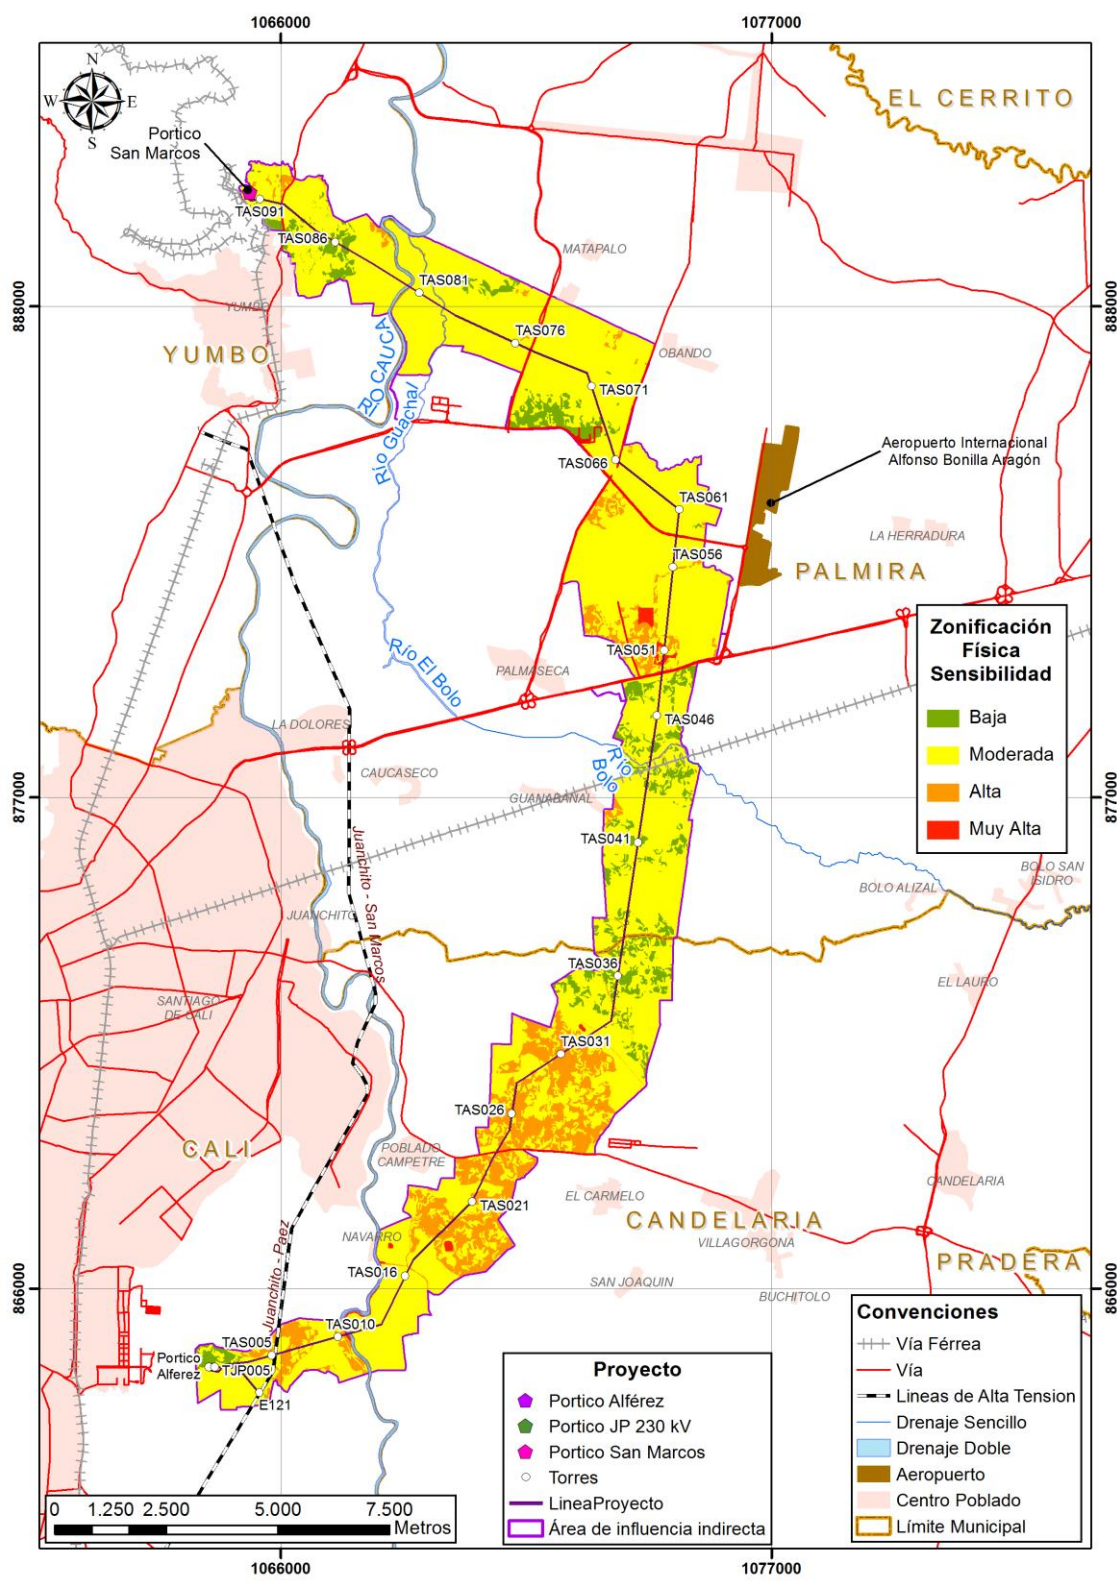 1066000
1077000
N
W
E
S
EL CERRITO
Portico
San Marcos
TAS091
TAS086
MATAPALO
TAS081
888000
888000
YUMBO
TAS076
YUMBO
RIO CAUCA
OBANDO
Río Guachal
TAS071
Aeropuerto Internacional
Alfonso Bonilla Aragón
TAS066
TAS061
LA HERRADURA
TAS056
PALMIRA
Río El Bolo
TAS051
PALMASECA
Zonificación
Física
Sensibilidad
Baja
Moderada
Alta
Muy Alta
TAS046
LA DOLORES
Río
Bolo
CAUCASECO
GUANABANAL
877000
877000
TAS041
Juanchito - San Marcos
BOLO SAN
ISIDRO
BOLO ALIZAL
JUANCHITO
TAS036
EL LAURO
SANTIAGO
DE CALI
TAS031
TAS026
CALI
POBLADO
CAMPETRE
CANDELARIA
EL CARMELO
TAS021
CANDELARIA
VILLAGORGONA
NAVARRO
Juanchito - Paez
PRADERA
TAS016
SAN JOAQUIN
BUCHITOLO
866000
866000
TAS010
TAS005
Portico
Alferez
TJP005
E121
Convenciones
Vía Férrea
Vía
Lineas de Alta Tension
Drenaje Sencillo
Drenaje Doble
Aeropuerto
Centro Poblado
Límite Municipal
Proyecto
Portico Alférez
Portico JP 230 kV
Portico San Marcos
Torres
LineaProyecto
Área de influencia indirecta
0 1.250 2.500 5.000 7.500
Metros
1066000
1077000